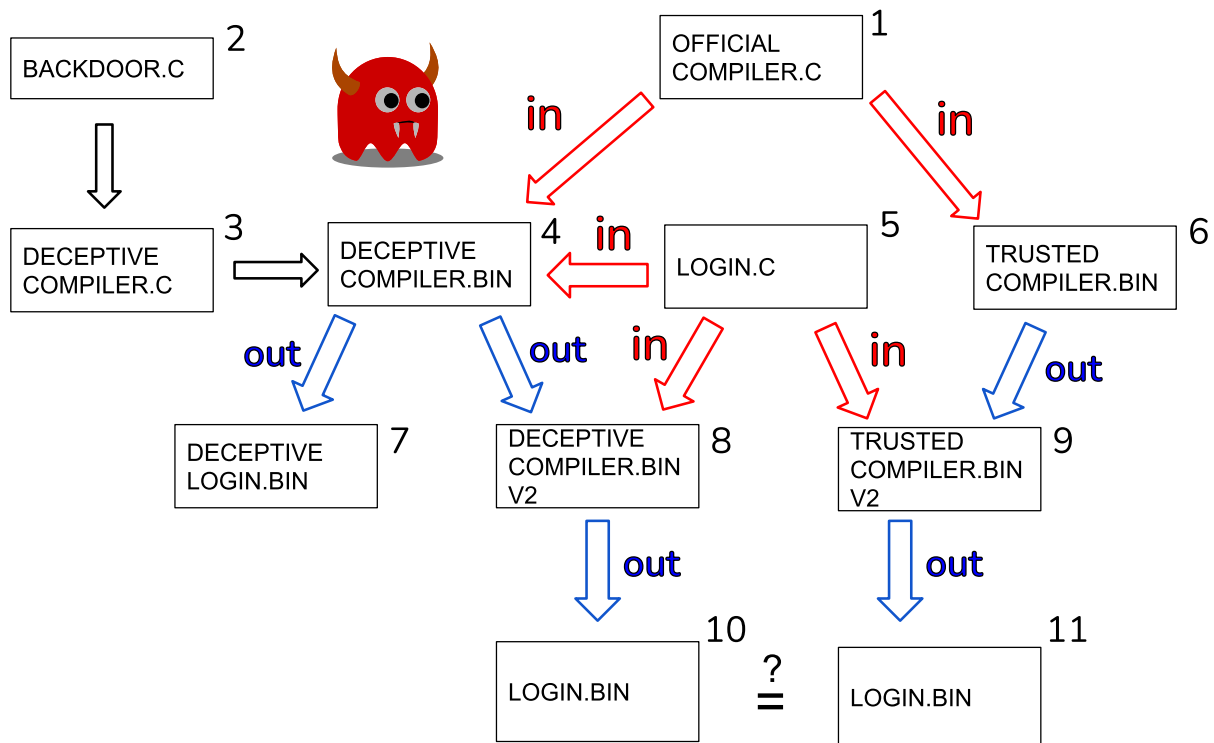 1
OFFICIAL
COMPILER.C
2
BACKDOOR.C
in
in
3
DECEPTIVE
COMPILER.C
4
DECEPTIVE
COMPILER.BIN
in
5
LOGIN.C
6
TRUSTED
COMPILER.BIN
out
out
in
in
out
7
DECEPTIVE
LOGIN.BIN
8
DECEPTIVE
COMPILER.BIN
V2
9
TRUSTED
COMPILER.BIN
V2
out
out
10
LOGIN.BIN
?
=
11
LOGIN.BIN